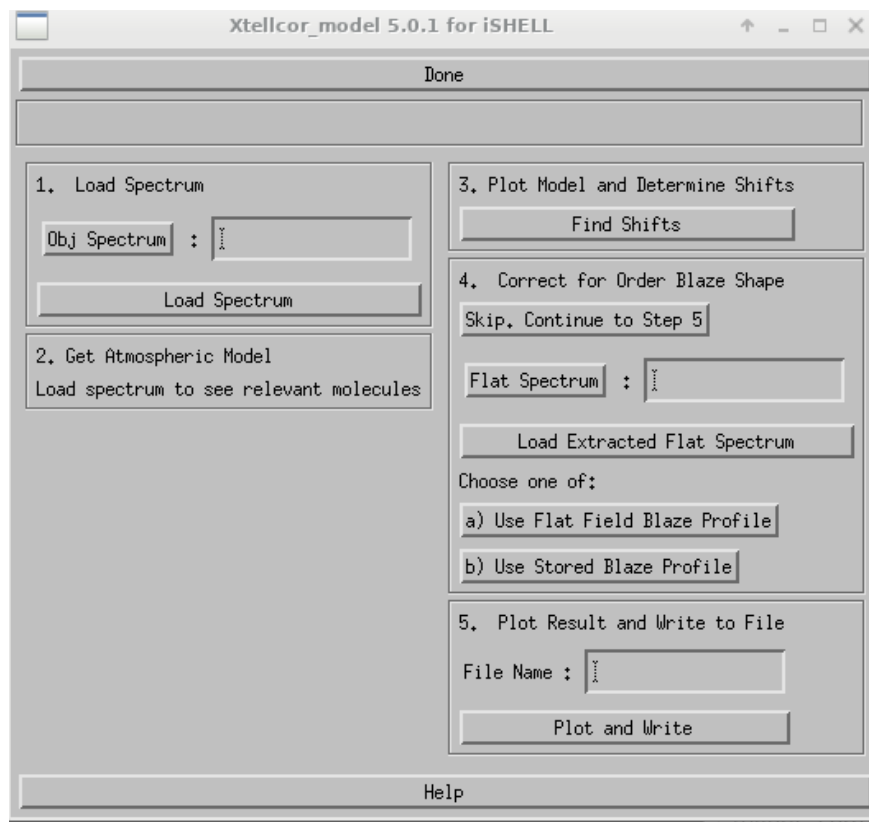 Xtellcor_model 5.0.1 for iSHELL
Done
1. Load Spectrum
Obj Spectrum :
Load Spectrum
2. Get Atmospheric Model
Load spectrum to see relevant molecules
3. Plot Model and Determine Shifts
Find Shifts
4. Correct for Order Blaze Shape
Skip. Continue to Step 5
Flat Spectrum :
Load Extracted Flat Spectrum
Choose one of:
a) Use Flat Field Blaze Profile
b) Use Stored Blaze Profile
5. Plot Result and Write to File
File Name :
Plot and Write
Help